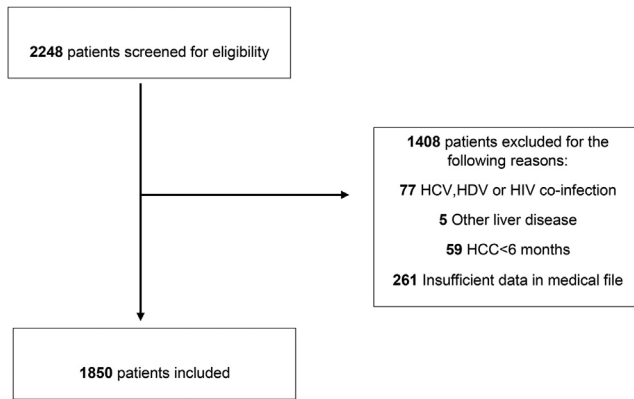 2248 patients screened for eligibility
1408 patients excluded for the
following reasons:
77 HCV,HDV or HIV co-infection
5 Other liver disease
59 HCC<6 months
261 Insufficient data in medical file
1850 patients included